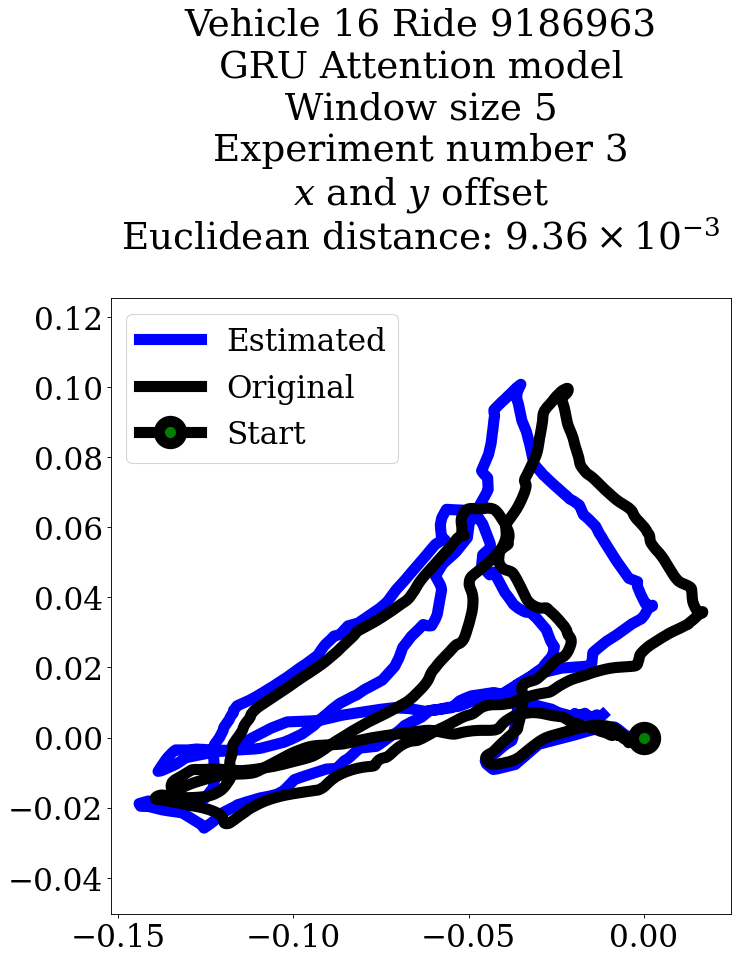 Vehicle 16 Ride 9186963
GRU Attention model
Window size 5
Experiment number 3
x and y offset
Euclidean distance: 9.36 × 10⁻³
Estimated
Original
Start
0.12
0.10
0.08
0.06
0.04
0.02
0.00
−0.02
−0.04
−0.15
−0.10
−0.05
0.00